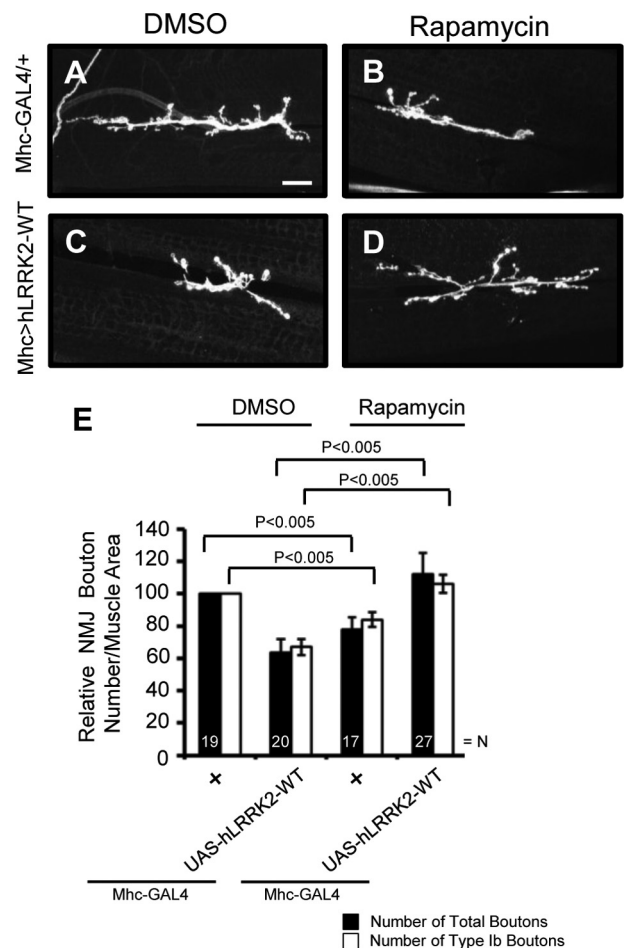 DMSO Rapamycin
Mhc-GAL4/+
A B
Mhc>hLRRK2-WT
C D
E
DMSO Rapamycin
P<0.005
P<0.005
P<0.005
P<0.005
Relative NMJ Bouton
Number/Muscle Area
140
120
100
80
60
40
20
0
19 20 17 27 = N
+ UAS-hLRRK2-WT + UAS-hLRRK2-WT
Mhc-GAL4 Mhc-GAL4
Number of Total Boutons
Number of Type Ib Boutons